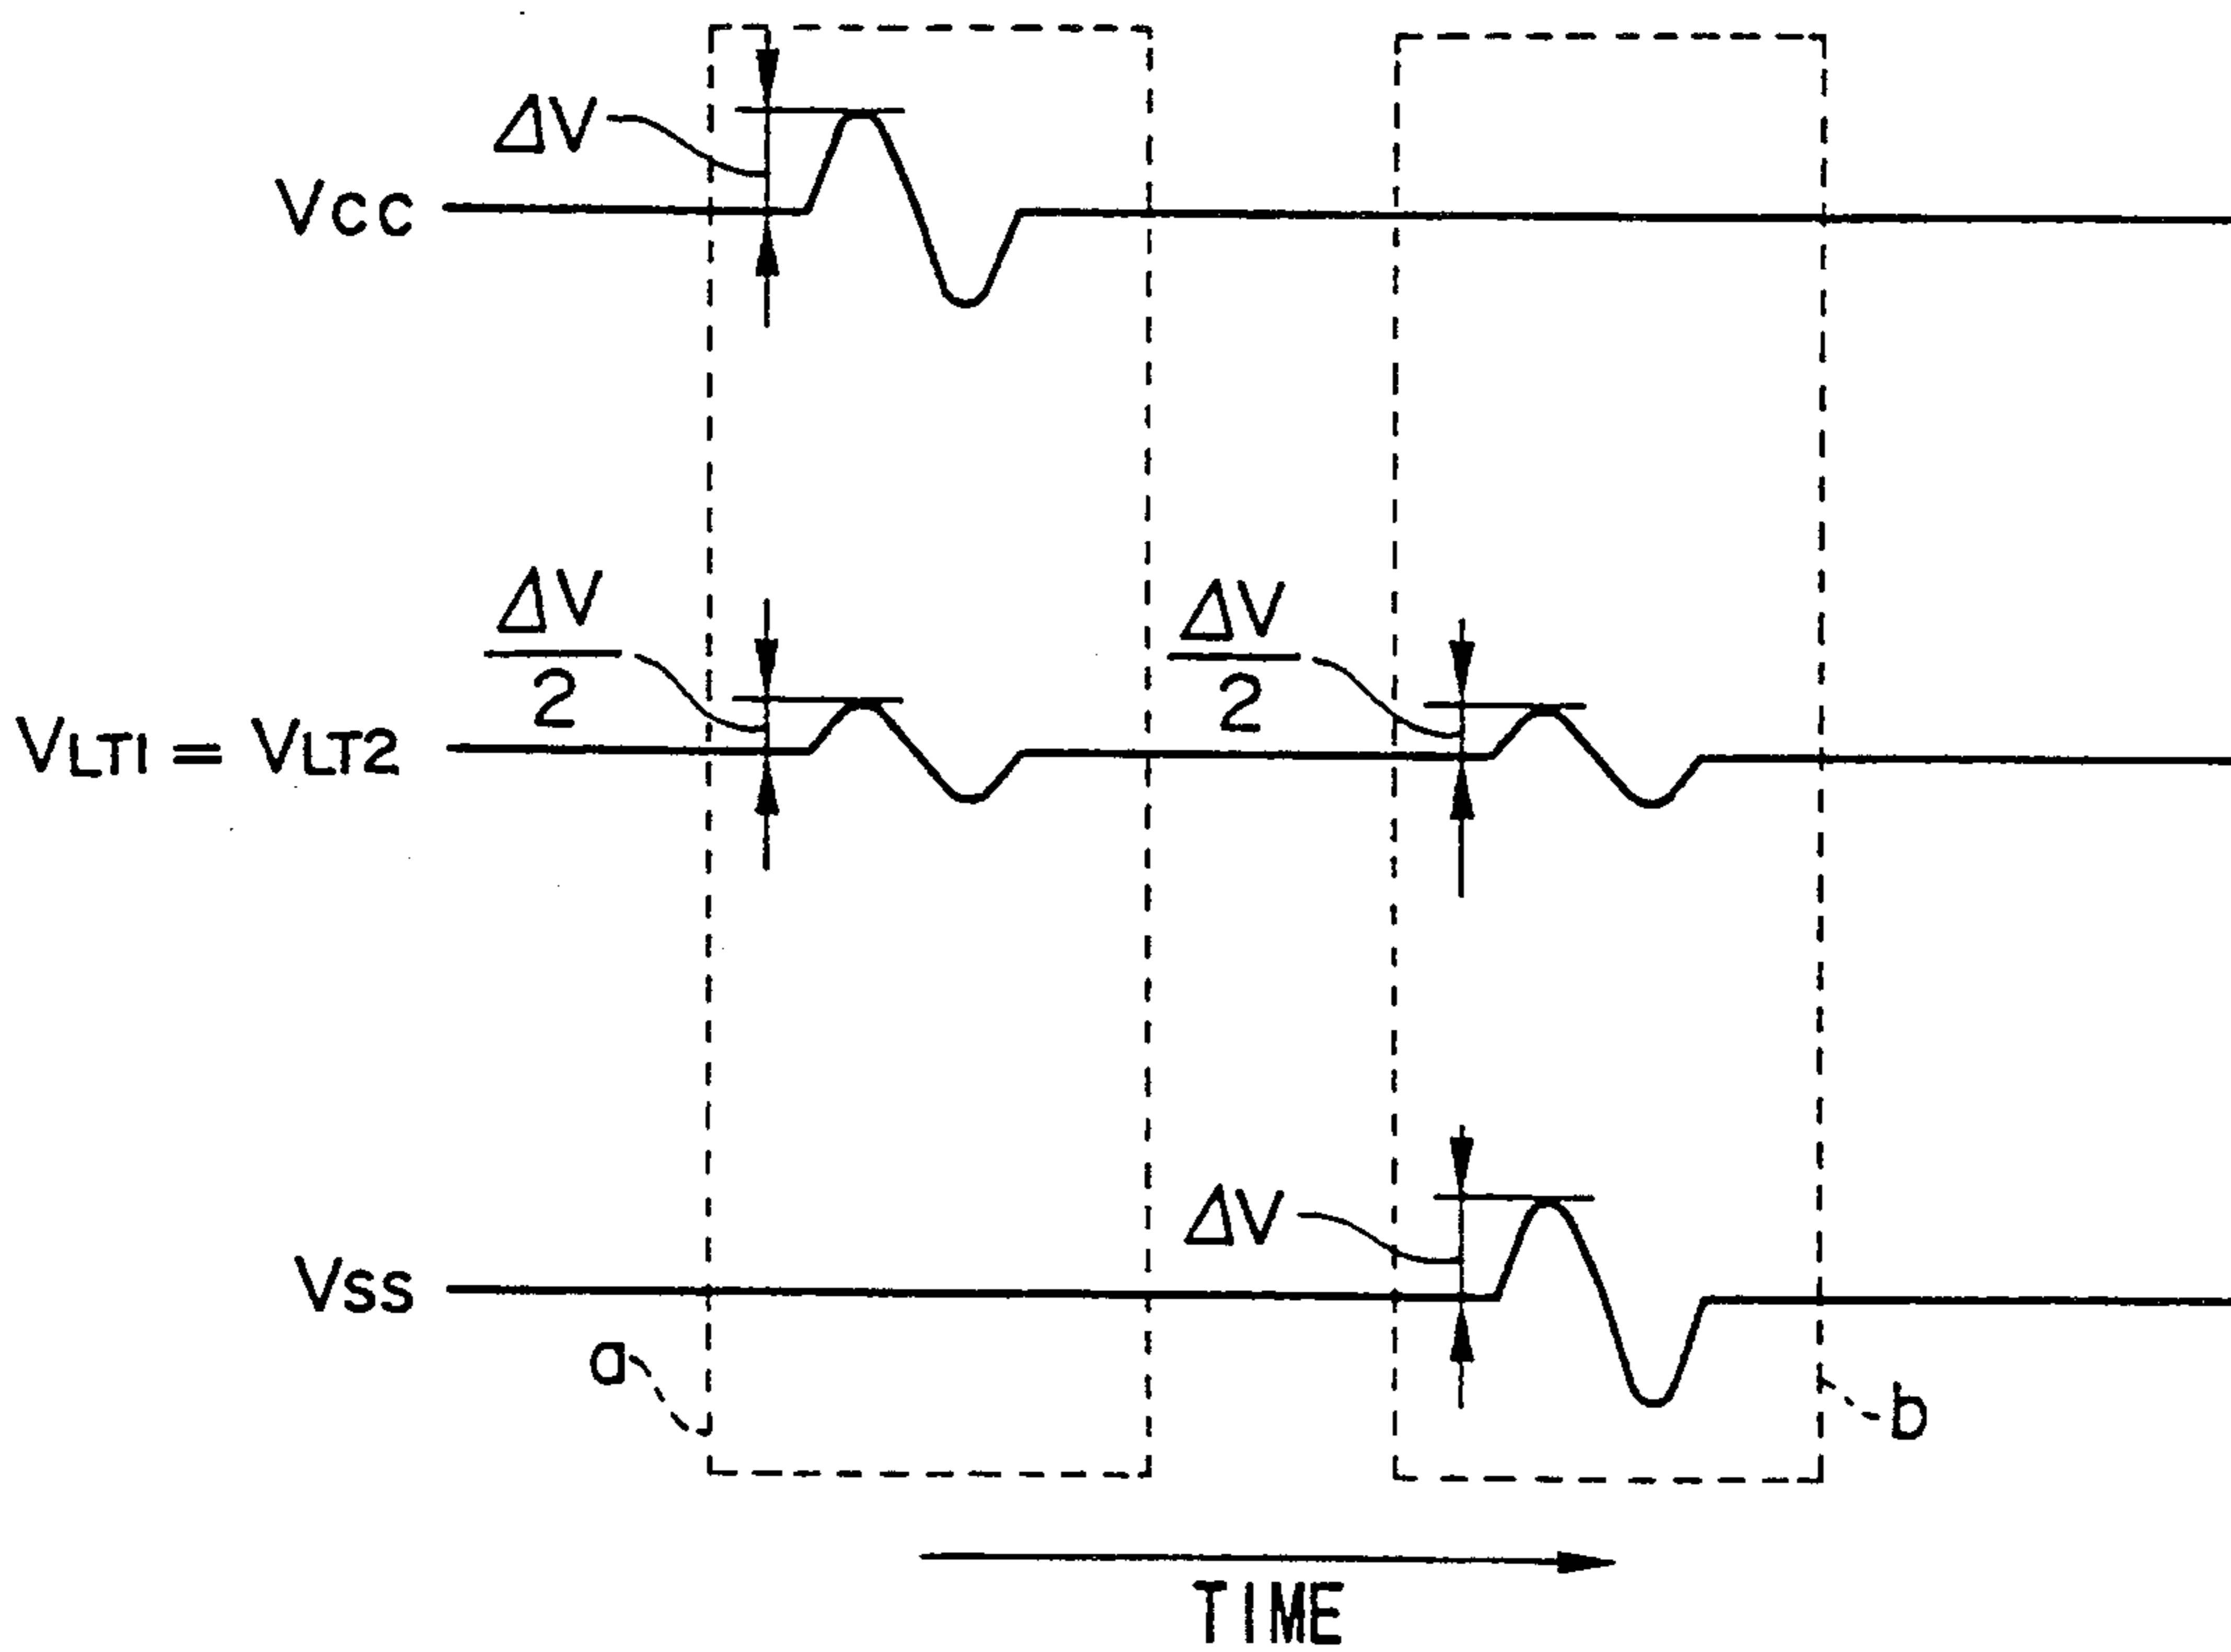 ΔV
VCC
ΔV
2
ΔV
2
VLT1 = VLT2
ΔV
VSS
a
b
TIME